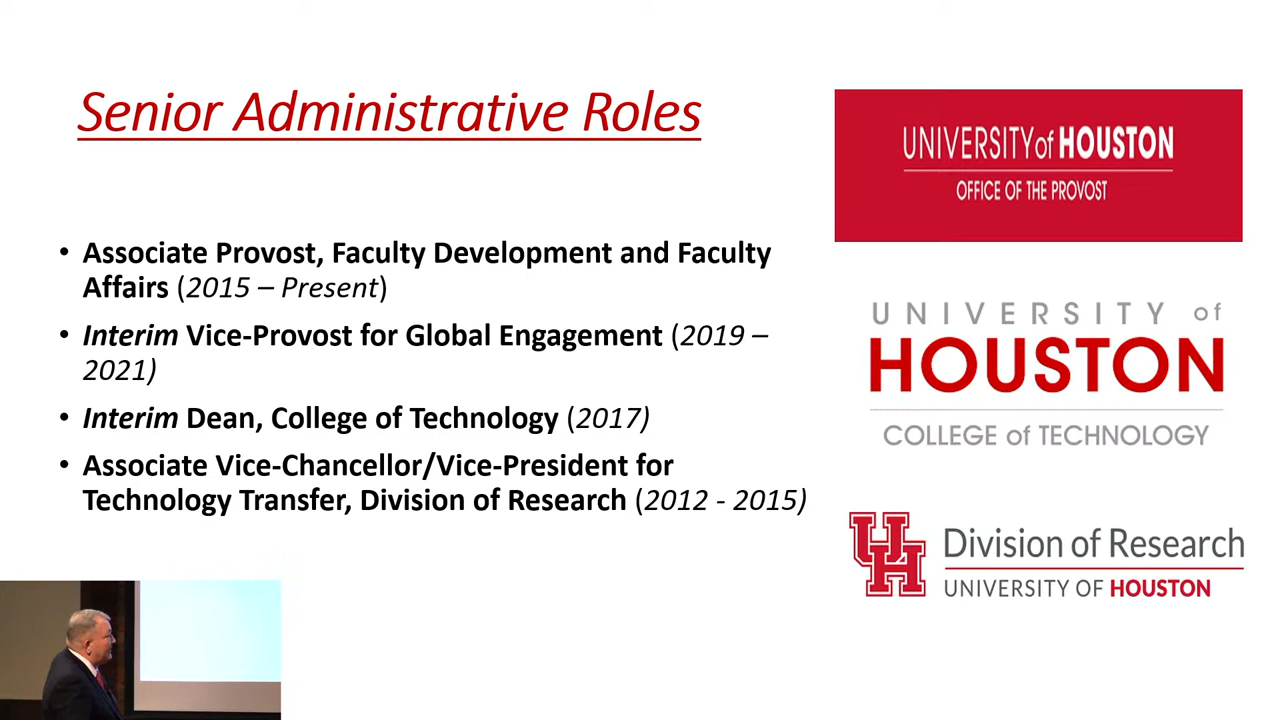 Senior Administrative Roles
• Associate Provost, Faculty Development and Faculty
Affairs (2015 – Present)
• Interim Vice-Provost for Global Engagement (2019 –
2021)
• Interim Dean, College of Technology (2017)
• Associate Vice-Chancellor/Vice-President for
Technology Transfer, Division of Research (2012 - 2015)
UNIVERSITY of HOUSTON
OFFICE OF THE PROVOST
UNIVERSITY of
HOUSTON
COLLEGE of TECHNOLOGY
UH
Division of Research
UNIVERSITY OF HOUSTON